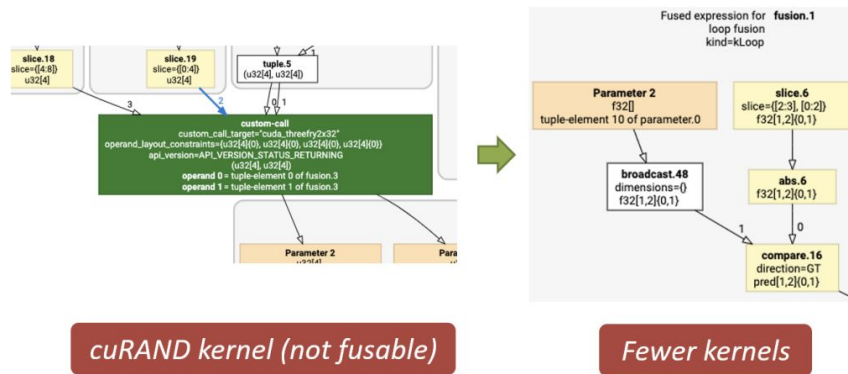 slice.18
slice={[4:8]}
u32[4]
slice.19
slice={[0:4]}
u32[4]
1
tuple.5
(u32[4], u32[4])
3
2
0
1
custom-call
custom_call_target="cuda_threefry2x32"
operand_layout_constraints={u32[4]{0}, u32[4]{0}, u32[4]{0}, u32[4]{0}}
api_version=API_VERSION_STATUS_RETURNING
(u32[4], u32[4])
operand 0 = tuple-element 0 of fusion.3
operand 1 = tuple-element 1 of fusion.3
Parameter 2
u32[4]
cuRAND kernel (not fusable)
Fused expression for fusion.1
loop fusion
kind=kLoop
Parameter 2
f32[]
tuple-element 10 of parameter.0
slice.6
slice={[2:3], [0:2]}
f32[1,2]{0,1}
broadcast.48
dimensions={}
f32[1,2]{0,1}
abs.6
f32[1,2]{0,1}
1
0
compare.16
direction=GT
pred[1,2]{0,1}
Fewer kernels